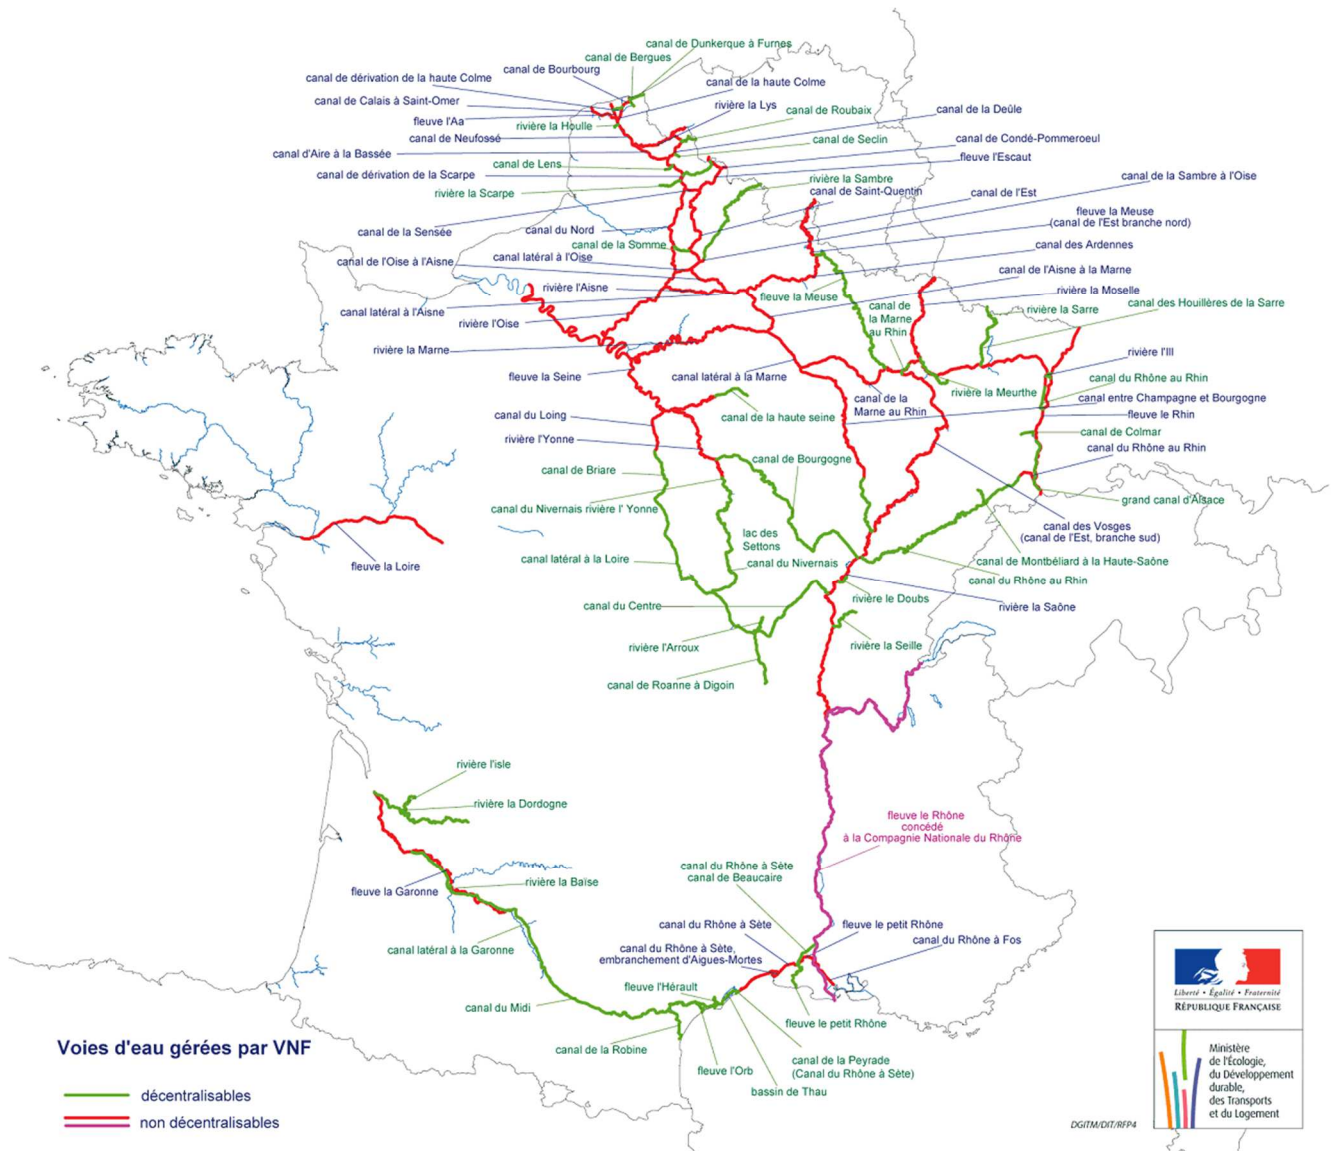 canal de Dunkerque à Furnes
canal de Bergues
canal de Bourbourg
canal de dérivation de la haute Colme
canal de la haute Colme
canal de Calais à Saint-Omer
rivière la Lys
fleuve l'Aa
canal de Roubaix
canal de la Deûle
rivière la Houlle
canal de Neufossé
canal de Seclin
canal de Condé-Pommeroeul
canal d'Aire à la Bassée
fleuve l'Escaut
canal de Lens
canal de dérivation de la Scarpe
rivière la Sambre
canal de la Sambre à l'Oise
rivière la Scarpe
canal de Saint-Quentin
canal de l'Est
fleuve la Meuse
(canal de l'Est branche nord)
canal de la Sensée
canal du Nord
canal de la Somme
canal des Ardennes
canal de l'Oise à l'Aisne
canal latéral à l'Oise
canal de l'Aisne à la Marne
rivière l'Aisne
fleuve la Meuse
rivière la Moselle
canal latéral à l'Aisne
rivière l'Oise
canal de
la Marne
au Rhin
rivière la Sarre
canal des Houillères de la Sarre
rivière la Marne
rivière l'Ill
fleuve la Seine
canal latéral à la Marne
canal du Rhône au Rhin
rivière la Meurthe
canal de la
Marne au Rhin
canal entre Champagne et Bourgogne
canal du Loing
canal de la haute seine
fleuve le Rhin
rivière l'Yonne
canal de Colmar
canal du Rhône au Rhin
canal de Briare
canal de Bourgogne
canal du Nivernais rivière l' Yonne
grand canal d'Alsace
lac des
Settons
canal des Vosges
(canal de l'Est, branche sud)
canal latéral à la Loire
canal du Nivernais
canal de Montbéliard à la Haute-Saône
fleuve la Loire
canal du Rhône au Rhin
canal du Centre
rivière le Doubs
rivière la Saône
rivière l'Arroux
rivière la Seille
canal de Roanne à Digoin
rivière l'isle
rivière la Dordogne
fleuve le Rhône
concédé
à la Compagnie Nationale du Rhône
canal du Rhône à Sète
canal de Beaucaire
rivière la Baïse
fleuve la Garonne
canal du Rhône à Sète
fleuve le petit Rhône
canal latéral à la Garonne
canal du Rhône à Sète,
embranchement d'Aigues-Mortes
canal du Rhône à Fos
fleuve l'Hérault
canal du Midi
fleuve le petit Rhône
canal de la Robine
canal de la Peyrade
(Canal du Rhône à Sète)
fleuve l'Orb
bassin de Thau
Voies d'eau gérées par VNF
décentralisables
non décentralisables
Liberté • Égalité • Fraternité
RÉPUBLIQUE FRANÇAISE
Ministère
de l'Écologie,
du Développement
durable,
des Transports
et du Logement
DGITM/DIT/RFP4